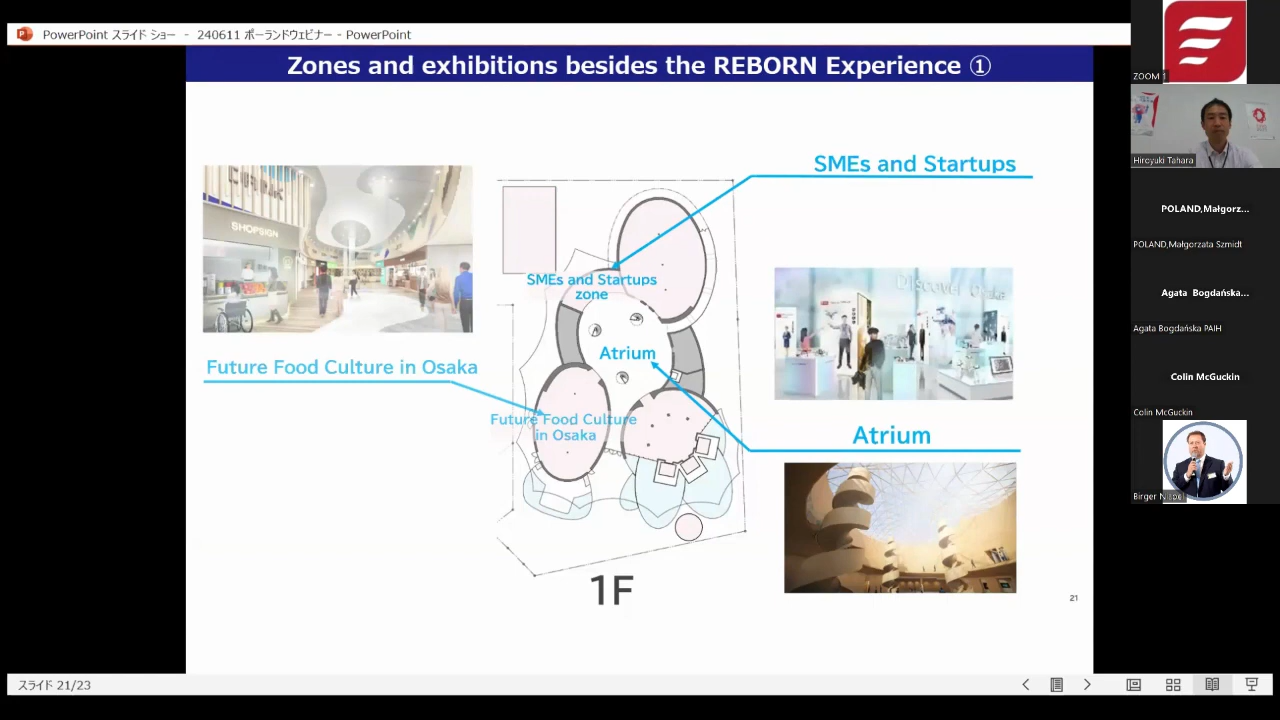 PowerPoint スライド ショー - 240611 ポーランドウェビナー - PowerPoint
Zones and exhibitions besides the REBORN Experience ①
SMEs and Startups
SHOPSIGN
SMEs and Startups
zone
Discover Osaka
Atrium
Future Food Culture in Osaka
Future Food Culture
in Osaka
Atrium
1F
21
スライド 21/23
ZOOM 1
Hiroyuki Tahara
POLAND,Małgorz...
POLAND,Małgorzata Szmidt
Agata Bogdańska...
Agata Bogdańska PAIH
Colin McGuckin
Colin McGuckin